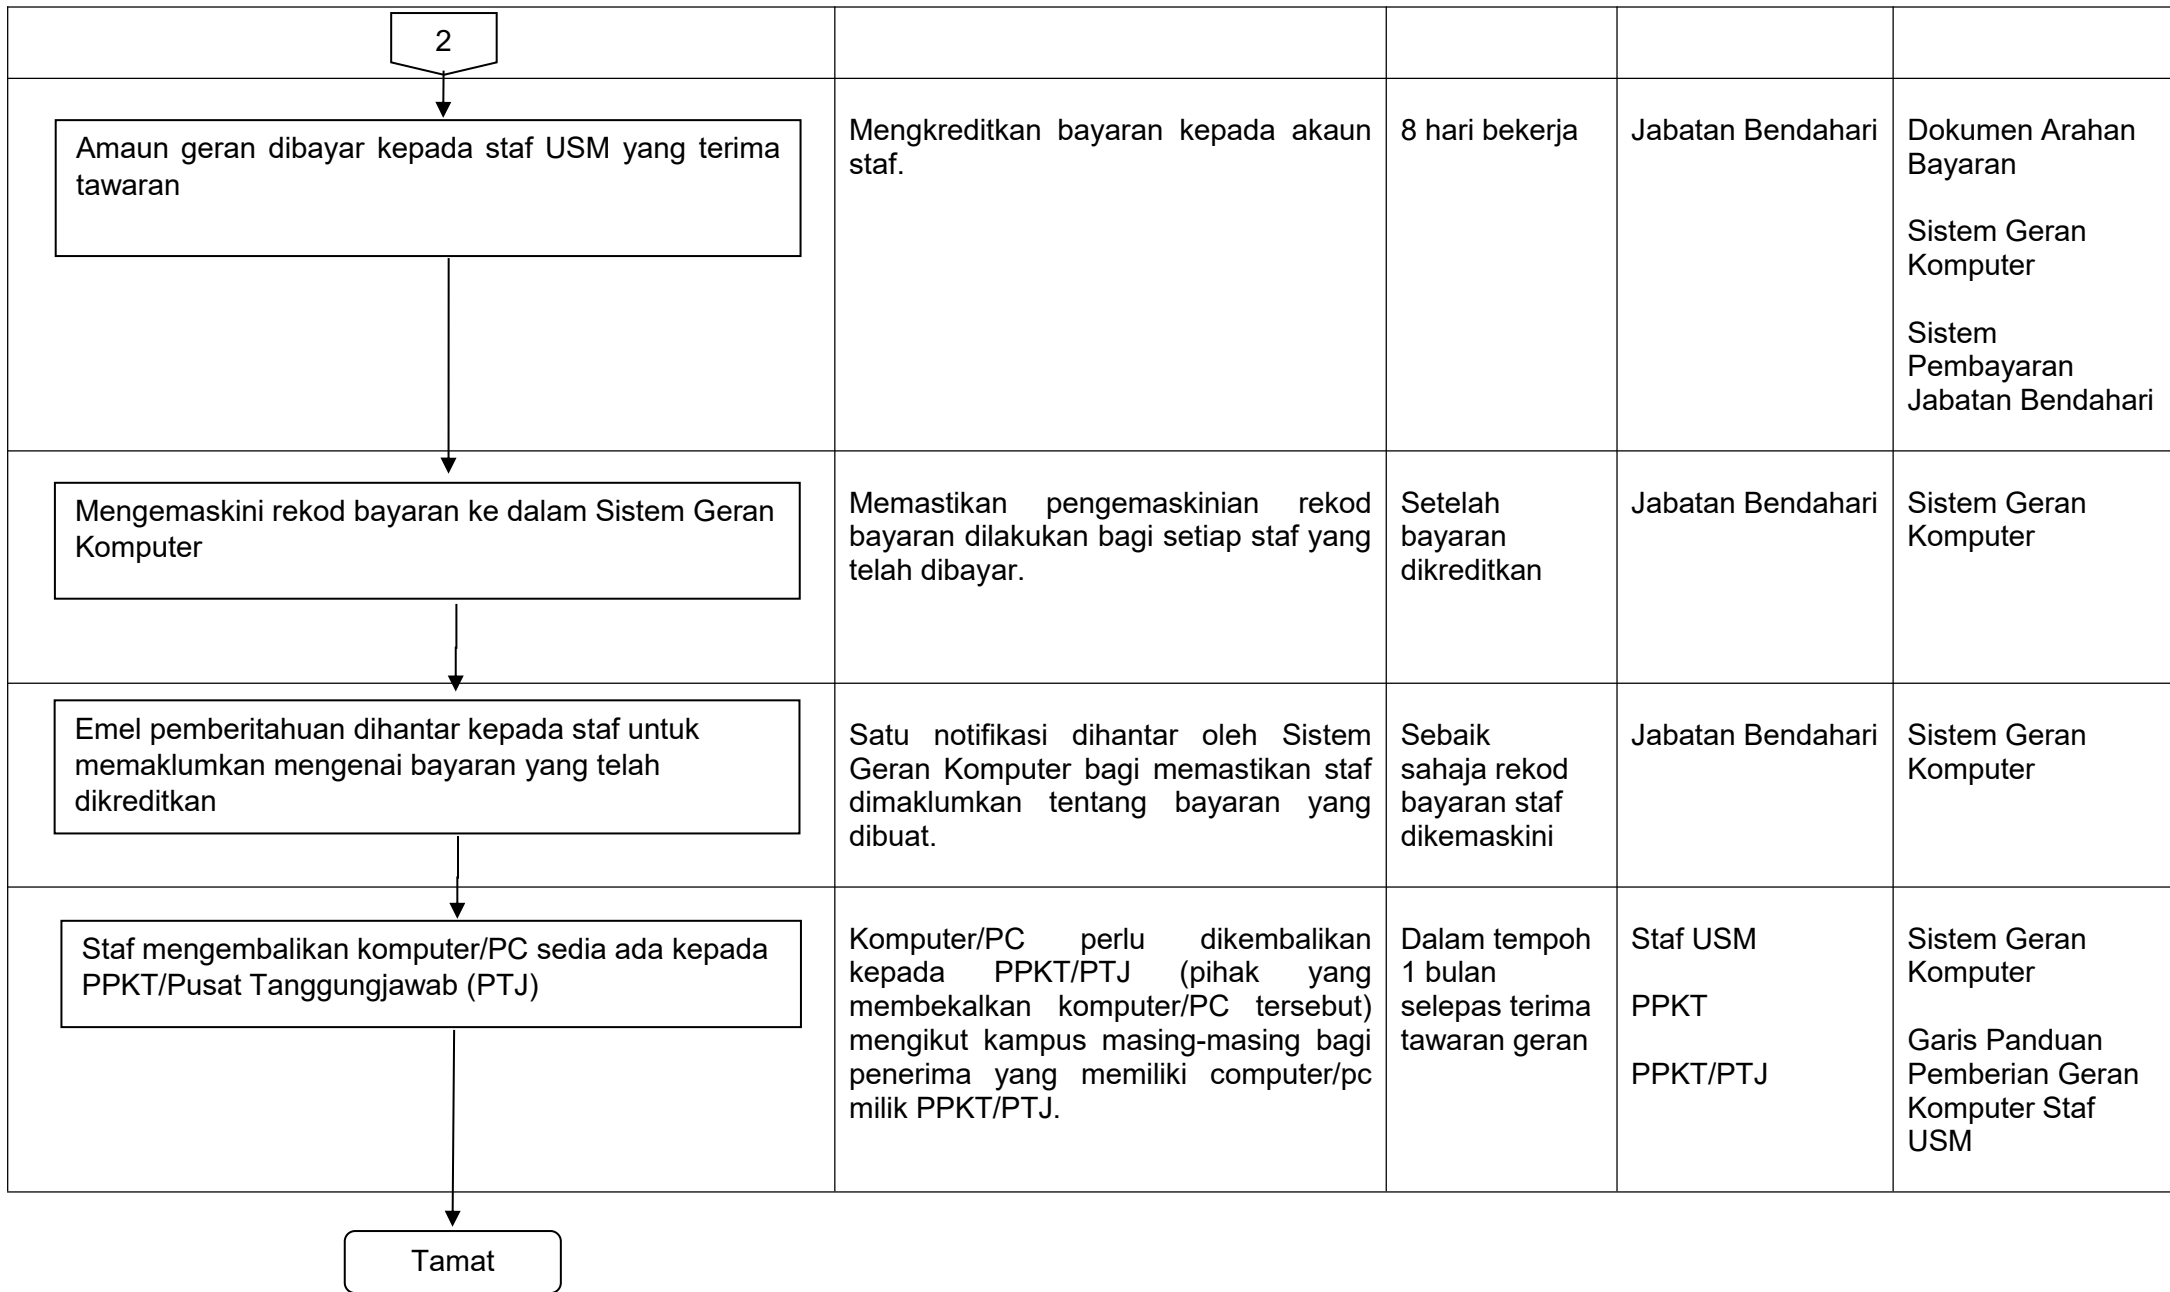 2
Amaun geran dibayar kepada staf USM yang terima
tawaran
Mengkreditkan bayaran kepada akaun
staf.
8 hari bekerja
Jabatan Bendahari
Dokumen Arahan
Bayaran
Sistem Geran
Komputer
Sistem
Pembayaran
Jabatan Bendahari
Mengemaskini rekod bayaran ke dalam Sistem Geran
Komputer
Memastikan pengemaskinian rekod
bayaran dilakukan bagi setiap staf yang
telah dibayar.
Setelah
bayaran
dikreditkan
Jabatan Bendahari
Sistem Geran
Komputer
Emel pemberitahuan dihantar kepada staf untuk
memaklumkan mengenai bayaran yang telah
dikreditkan
Satu notifikasi dihantar oleh Sistem
Geran Komputer bagi memastikan staf
dimaklumkan tentang bayaran yang
dibuat.
Sebaik
sahaja rekod
bayaran staf
dikemaskini
Jabatan Bendahari
Sistem Geran
Komputer
Staf mengembalikan komputer/PC sedia ada kepada
PPKT/Pusat Tanggungjawab (PTJ)
Komputer/PC perlu dikembalikan
kepada PPKT/PTJ (pihak yang
membekalkan komputer/PC tersebut)
mengikut kampus masing-masing bagi
penerima yang memiliki computer/pc
milik PPKT/PTJ.
Dalam tempoh
1 bulan
selepas terima
tawaran geran
Staf USM
PPKT
PPKT/PTJ
Sistem Geran
Komputer
Garis Panduan
Pemberian Geran
Komputer Staf
USM
Tamat